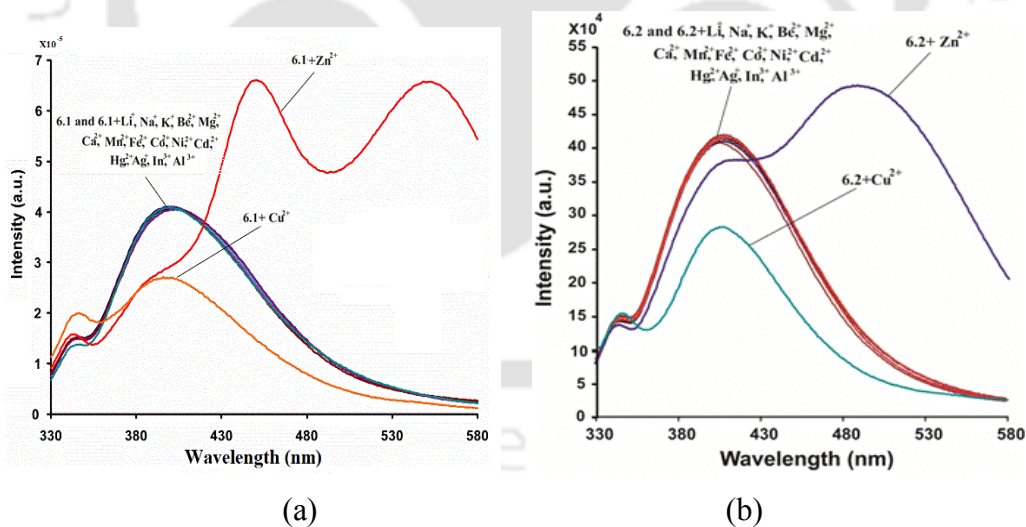 X10⁻⁵
7
6
5
4
3
2
1
0
Intensity (a.u.)
6.1+Zn²⁺
6.1 and 6.1+Li⁺, Na⁺, K⁺, Be²⁺, Mg²⁺,
Ca²⁺, Mn²⁺, Fe²⁺, Co²⁺, Ni²⁺ Cd²⁺,
Hg²⁺ Ag⁺, In³⁺ Al³⁺
6.1+ Cu²⁺
330 380 430 480 530 580
Wavelength (nm)
(a)
X10⁴
55
50
45
40
35
30
25
20
15
10
5
0
Intensity (a.u.)
6.2 and 6.2+Li⁺, Na⁺, K⁺, Be²⁺, Mg²⁺,
Ca²⁺, Mn²⁺, Fe²⁺, Co²⁺, Ni²⁺ Cd²⁺,
Hg²⁺ Ag⁺, In³⁺ Al³⁺
6.2+ Zn²⁺
6.2+Cu²⁺
330 380 430 480 530 580
Wavelength (nm)
(b)